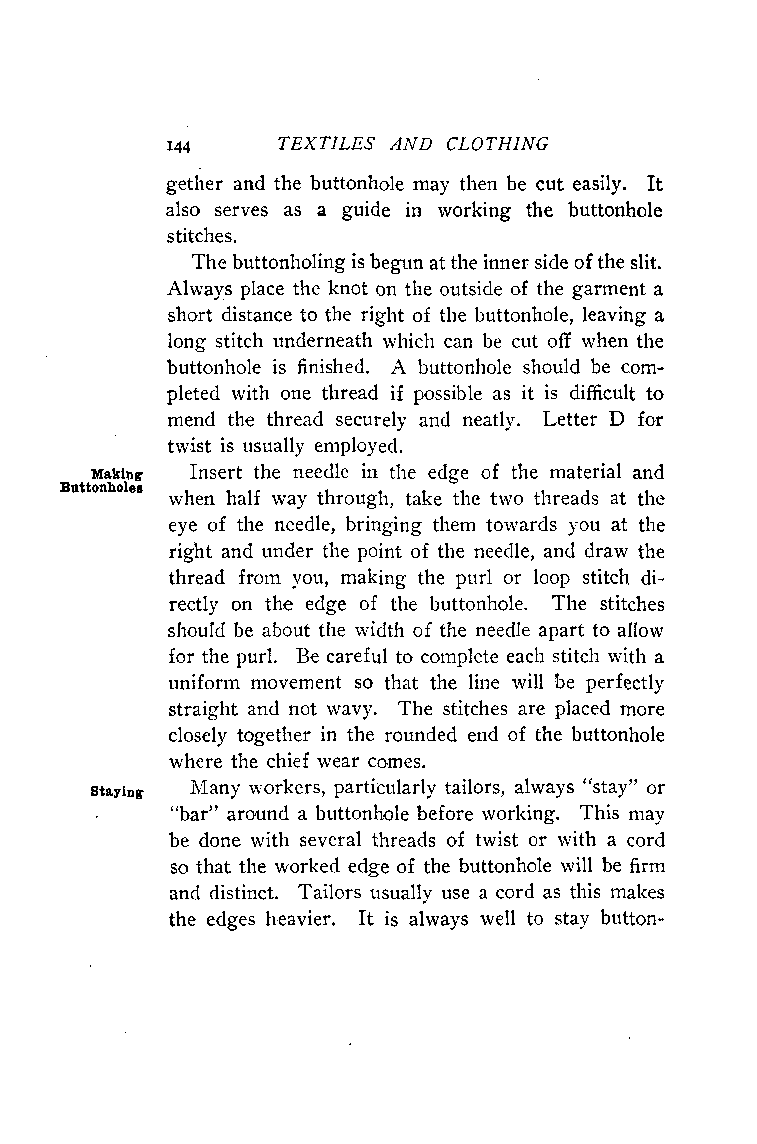 144 TEXTILES AND CLOTHING
gether and the buttonhole may then be cut easily. It
also serves as a guide in working the buttonhole
stitches.
The buttonholing is begun at the inner side of the slit.
Always place the knot on the outside of the garment a
short distance to the right of the buttonhole, leaving a
long stitch underneath which can be cut off when the
buttonhole is finished. A buttonhole should be com-
pleted with one thread if possible as it is difficult to
mend the thread securely and neatly. Letter D for
twist is usually employed.
Making
Buttonholes
Insert the needle in the edge of the material and
when half way through, take the two threads at the
eye of the needle, bringing them towards you at the
right and under the point of the needle, and draw the
thread from you, making the purl or loop stitch di-
rectly on the edge of the buttonhole. The stitches
should be about the width of the needle apart to allow
for the purl. Be careful to complete each stitch with a
uniform movement so that the line will be perfectly
straight and not wavy. The stitches are placed more
closely together in the rounded end of the buttonhole
where the chief wear comes.
Staying
Many workers, particularly tailors, always "stay" or
"bar" around a buttonhole before working. This may
be done with several threads of twist or with a cord
so that the worked edge of the buttonhole will be firm
and distinct. Tailors usually use a cord as this makes
the edges heavier. It is always well to stay button-